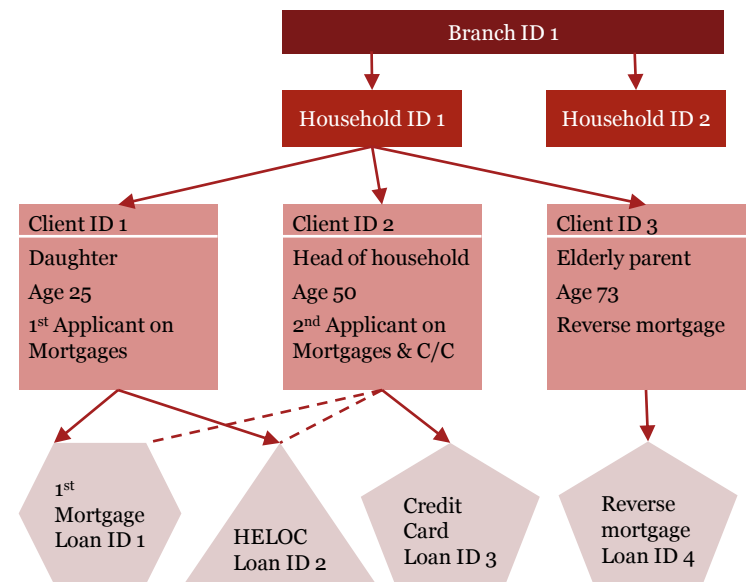 Branch ID 1
Household ID 1
Household ID 2
Client ID 1
Daughter
Age 25
1st Applicant on
Mortgages
Client ID 2
Head of household
Age 50
2nd Applicant on
Mortgages & C/C
Client ID 3
Elderly parent
Age 73
Reverse mortgage
1st
Mortgage
Loan ID 1
HELOC
Loan ID 2
Credit
Card
Loan ID 3
Reverse
mortgage
Loan ID 4